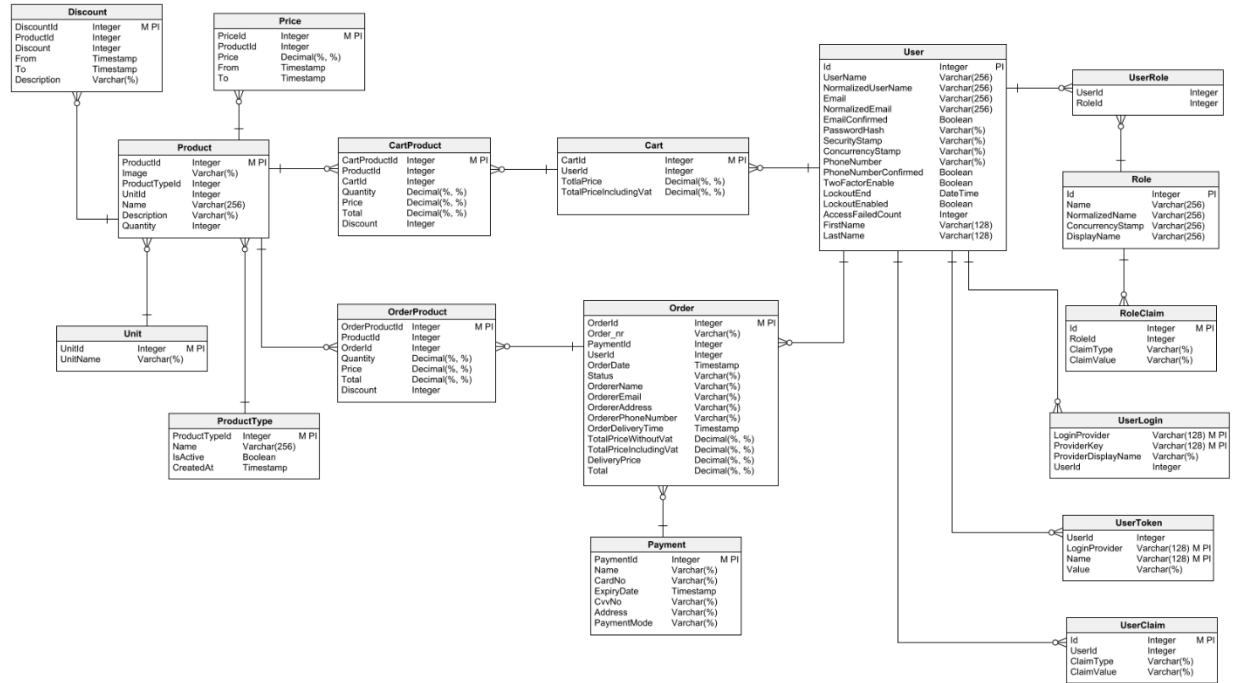 Discount
DiscountId Integer M PI
ProductId Integer
Discount Integer
From Timestamp
To Timestamp
Description Varchar(%)
Price
PriceId Integer M PI
ProductId Integer
Price Decimal(%, %)
From Timestamp
To Timestamp
Product
ProductId Integer M PI
Image Varchar(%)
ProductTypeId Integer
UnitId Integer
Name Varchar(256)
Description Varchar(%)
Quantity Integer
CartProduct
CartProductId Integer M PI
ProductId Integer
CartId Integer
Quantity Decimal(%, %)
Price Decimal(%, %)
Total Decimal(%, %)
Discount Integer
Cart
CartId Integer M PI
UserId Integer
TotlaPrice Decimal(%, %)
TotalPriceIncludingVat Decimal(%, %)
User
Id Integer PI
UserName Varchar(256)
NormalizedUserName Varchar(256)
Email Varchar(256)
NormalizedEmail Varchar(256)
EmailConfirmed Boolean
PasswordHash Varchar(%)
SecurityStamp Varchar(%)
ConcurrencyStamp Varchar(%)
PhoneNumber Varchar(%)
PhoneNumberConfirmed Boolean
TwoFactorEnable Boolean
LockoutEnd DateTime
LockoutEnabled Boolean
AccessFailedCount Integer
FirstName Varchar(128)
LastName Varchar(128)
UserRole
UserId Integer
RoleId Integer
Role
Id Integer PI
Name Varchar(256)
NormalizedName Varchar(256)
ConcurrencyStamp Varchar(256)
DisplayName Varchar(256)
RoleClaim
Id Integer M PI
RoleId Integer
ClaimType Varchar(%)
ClaimValue Varchar(%)
Unit
UnitId Integer M PI
UnitName Varchar(%)
OrderProduct
OrderProductId Integer M PI
ProductId Integer
OrderId Integer
Quantity Decimal(%, %)
Price Decimal(%, %)
Total Decimal(%, %)
Discount Integer
Order
OrderId Integer M PI
Order_nr Varchar(%)
PaymentId Integer
UserId Integer
OrderDate Timestamp
Status Varchar(%)
OrdererName Varchar(%)
OrdererEmail Varchar(%)
OrdererAddress Varchar(%)
OrdererPhoneNumber Varchar(%)
OrderDeliveryTime Timestamp
TotalPriceWithoutVat Decimal(%, %)
TotalPriceIncludingVat Decimal(%, %)
DeliveryPrice Decimal(%, %)
Total Decimal(%, %)
ProductType
ProductTypeId Integer M PI
Name Varchar(256)
IsActive Boolean
CreatedAt Timestamp
UserLogin
LoginProvider Varchar(128) M PI
ProviderKey Varchar(128) M PI
ProviderDisplayName Varchar(%)
UserId Integer
Payment
PaymentId Integer M PI
Name Varchar(%)
CardNo Varchar(%)
ExpiryDate Timestamp
CvvNo Varchar(%)
Address Varchar(%)
PaymentMode Varchar(%)
UserToken
UserId Integer
LoginProvider Varchar(128) M PI
Name Varchar(128) M PI
Value Varchar(%)
UserClaim
Id Integer M PI
UserId Integer
ClaimType Varchar(%)
ClaimValue Varchar(%)